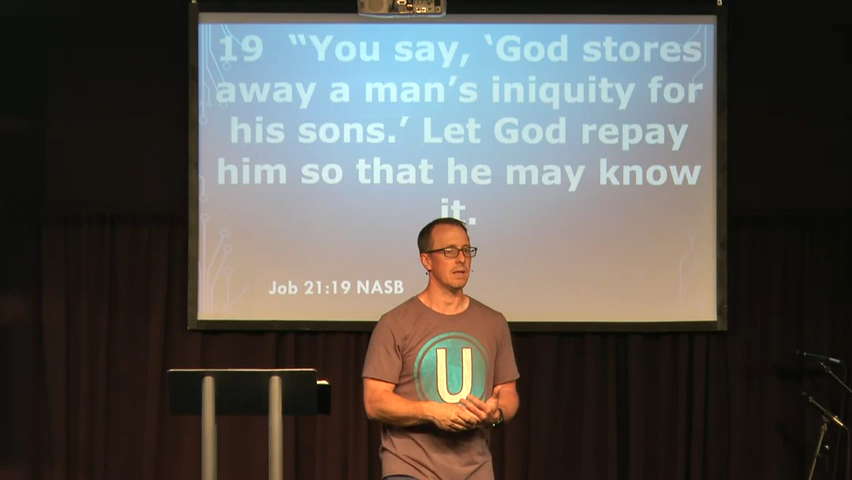 19 “You say, ‘God stores
away a man’s iniquity for
his sons.’ Let God repay
him so that he may know
it.
Job 21:19 NASB
U